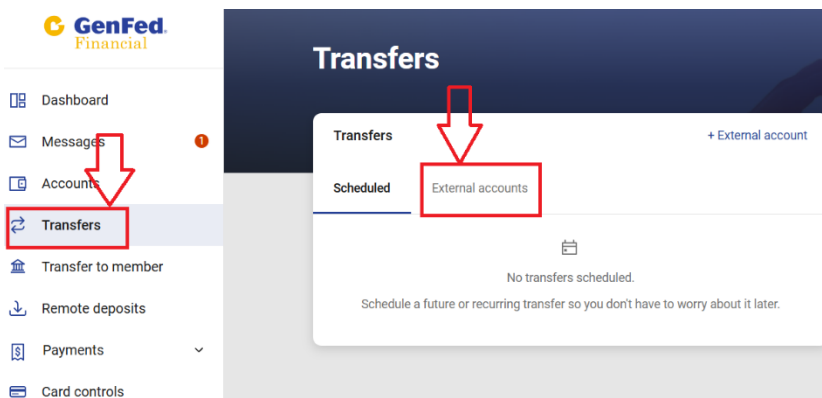 GenFed.
Financial
Dashboard
Messages
1
Accounts
Transfers
Transfer to member
Remote deposits
Payments
Card controls
Transfers
Transfers
+ External account
Scheduled
External accounts
No transfers scheduled.
Schedule a future or recurring transfer so you don't have to worry about it later.